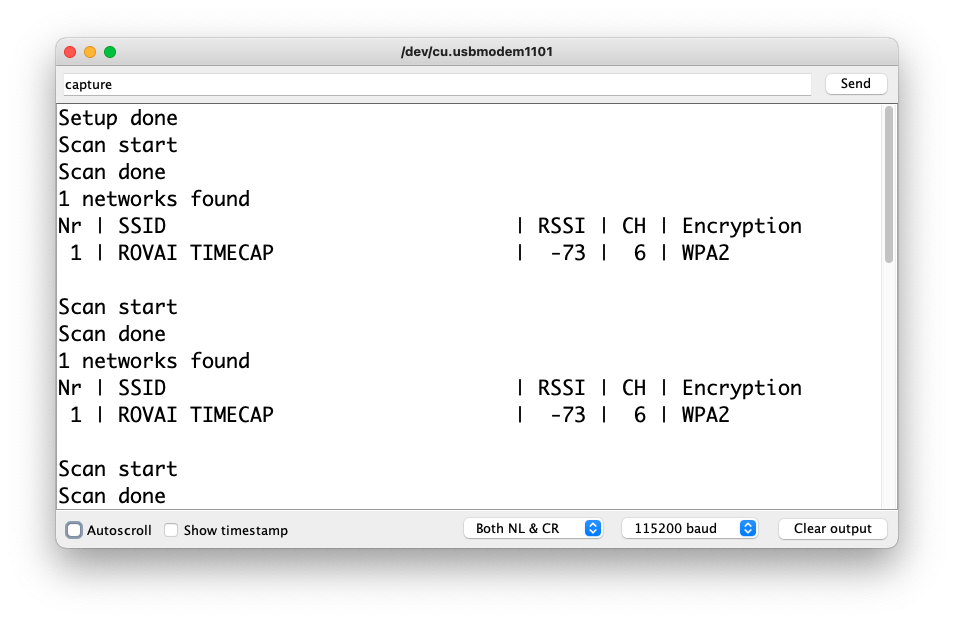 /dev/cu.usbmodem1101
capture Send
Setup done
Scan start
Scan done
1 networks found
Nr | SSID | RSSI | CH | Encryption
1 | ROVAI TIMECAP | -73 | 6 | WPA2
Scan start
Scan done
1 networks found
Nr | SSID | RSSI | CH | Encryption
1 | ROVAI TIMECAP | -73 | 6 | WPA2
Scan start
Scan done
Autoscroll Show timestamp Both NL & CR 115200 baud Clear output